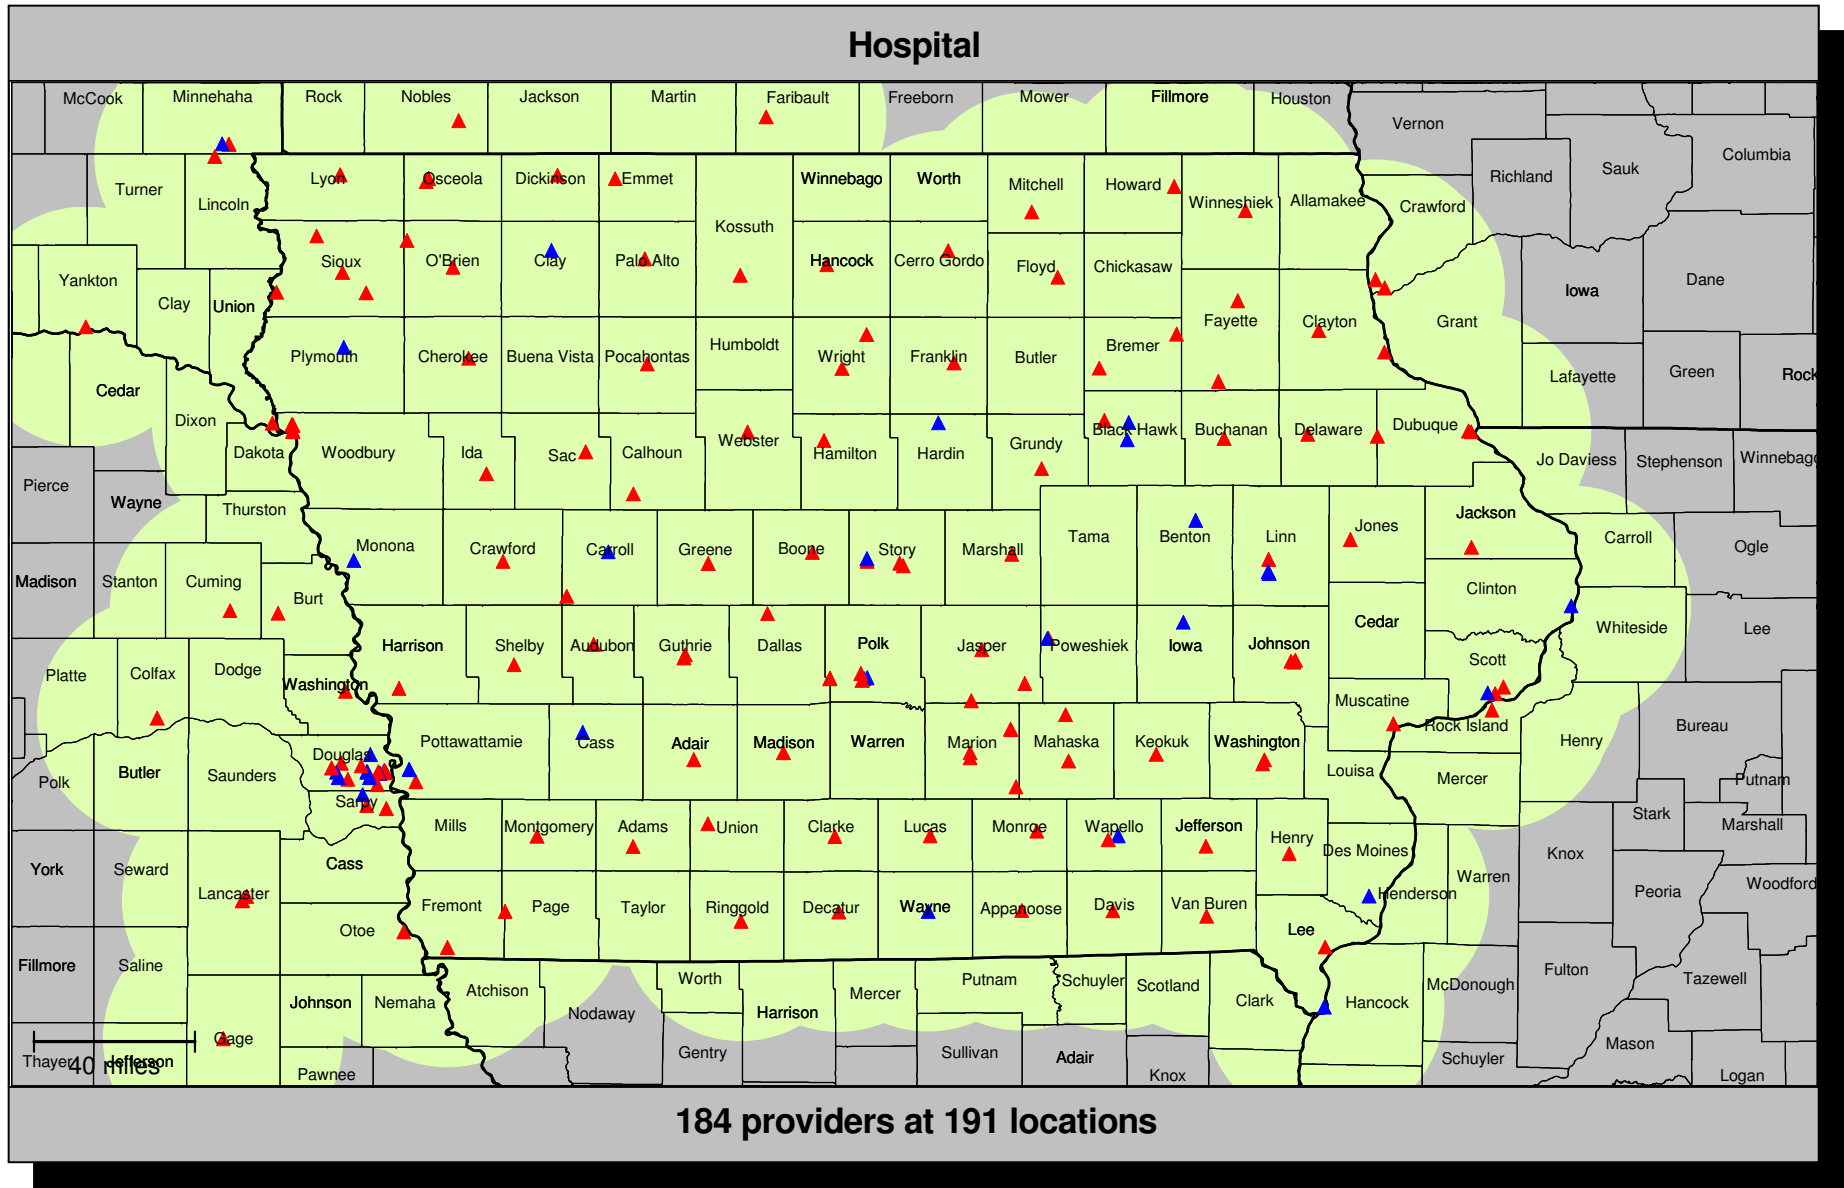 Hospital
McCook Minnehaha Rock Nobles Jackson Martin Faribault Freeborn Mower Fillmore Houston
Vernon
Turner Lincoln Lyon Osceola Dickinson Emmet Winnebago Worth Mitchell Howard Winneshiek Allamakee Crawford Richland Sauk Columbia
Kossuth
Yankton Clay Union Sioux O'Brien Clay Palo Alto Hancock Cerro Gordo Floyd Chickasaw Iowa Dane
Fayette Clayton Grant
Cedar Dixon Plymouth Cherokee Buena Vista Pocahontas Humboldt Wright Franklin Butler Bremer Lafayette Green Rock
Dakota Woodbury Ida Sac Calhoun Webster Hamilton Hardin Grundy Black Hawk Buchanan Delaware Dubuque Jo Daviess Stephenson Winnebago
Pierce Wayne Thurston
Madison Stanton Cuming Burt Monona Crawford Carroll Greene Boone Story Marshall Tama Benton Linn Jones Jackson Carroll Ogle
Clinton
Platte Colfax Dodge Washington Harrison Shelby Audubon Guthrie Dallas Polk Jasper Poweshiek Iowa Johnson Cedar Scott Whiteside Lee
Muscatine Rock Island
Polk Butler Saunders Douglas Pottawattamie Cass Adair Madison Warren Marion Mahaska Keokuk Washington Louisa Mercer Henry Bureau Putnam
Sarpy
Mills Montgomery Adams Union Clarke Lucas Monroe Wapello Jefferson Henry Des Moines Stark Marshall
York Seward Lancaster Cass Warren Knox Peoria Woodford
Henderson
Otoe Fremont Page Taylor Ringgold Decatur Wayne Appanoose Davis Van Buren Lee
Fillmore Saline Johnson Nemaha Atchison Nodaway Worth Harrison Mercer Putnam Schuyler Scotland Clark Hancock McDonough Fulton Tazewell
Thayer Jefferson Gage Pawnee Gentry Sullivan Adair Knox Schuyler Mason Logan
40 miles
184 providers at 191 locations